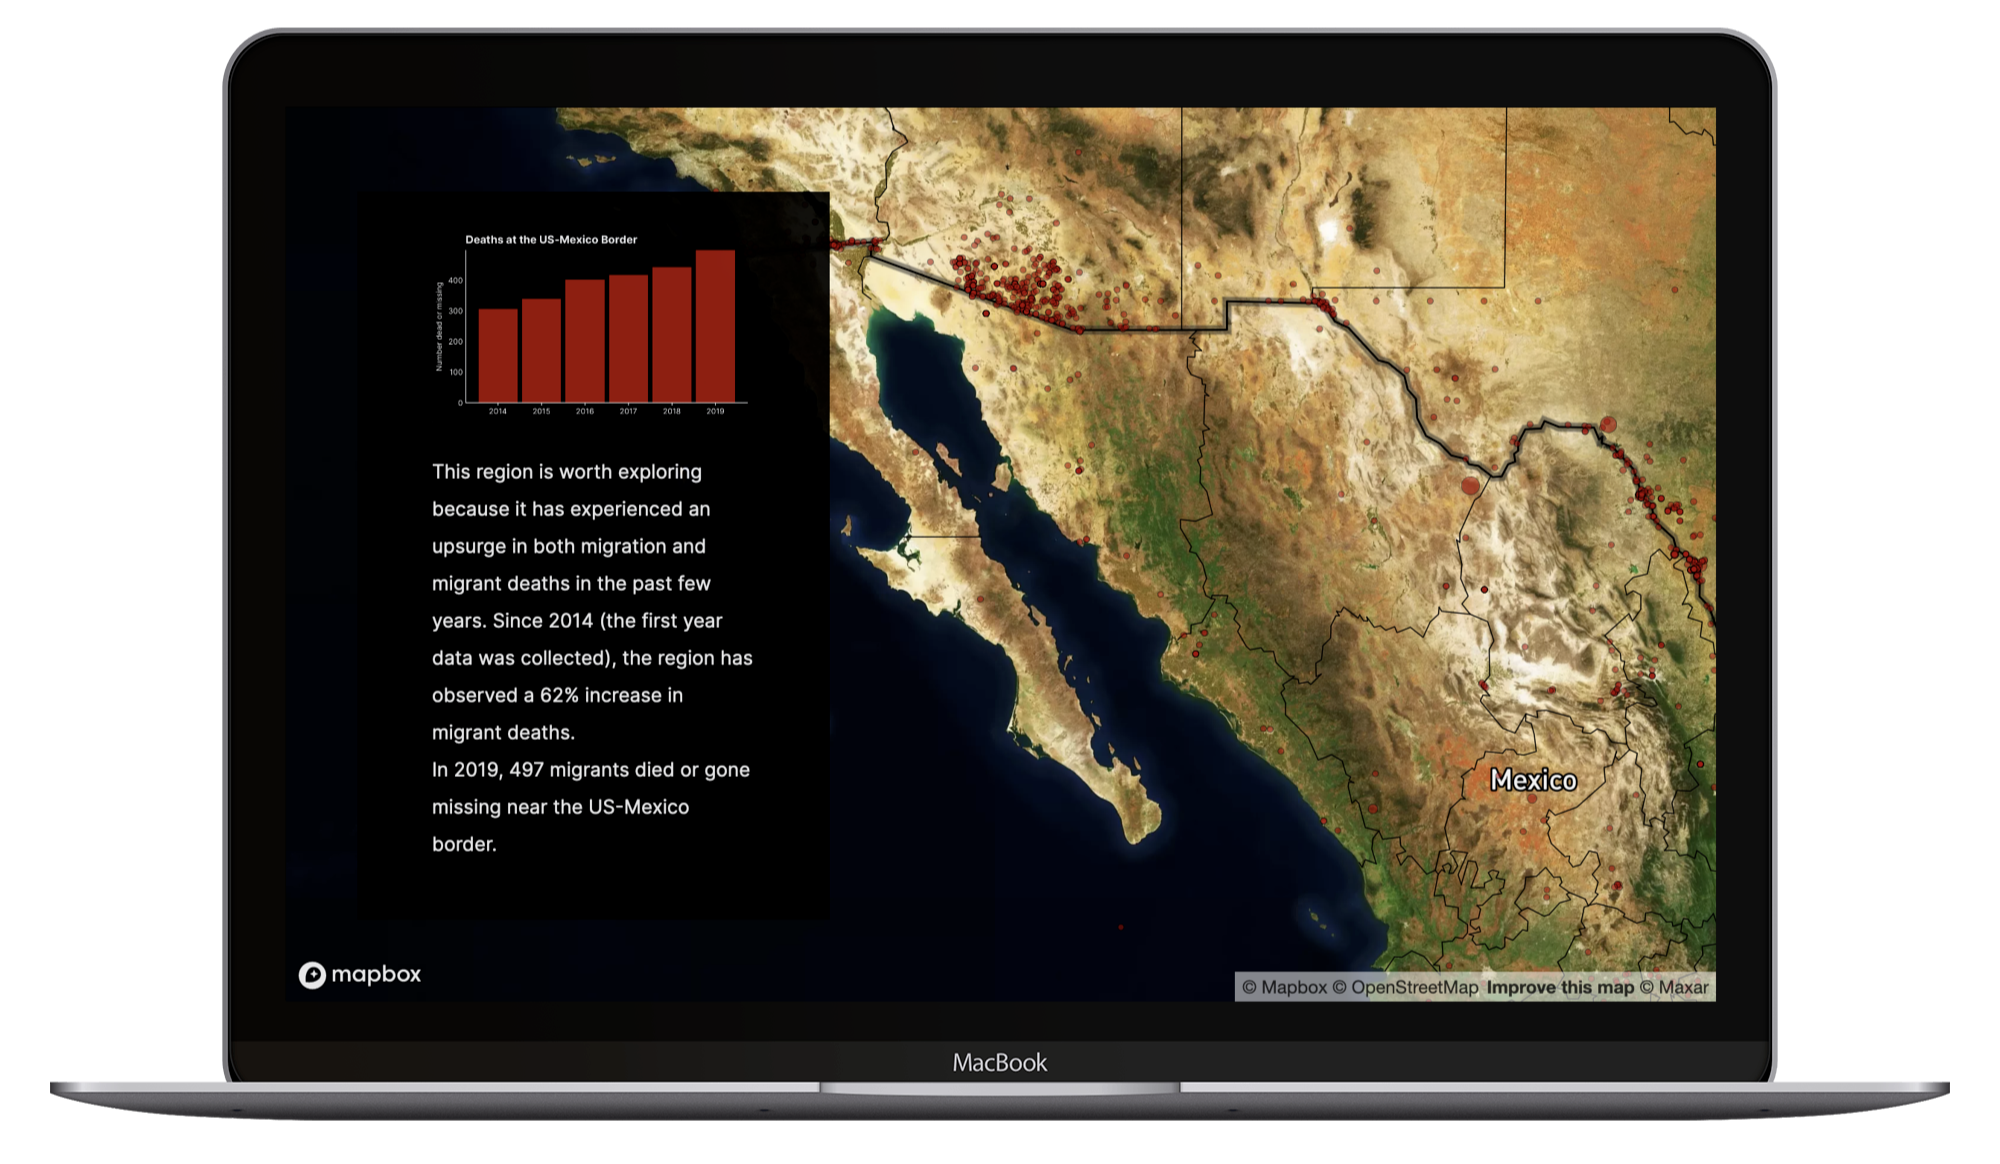 Deaths at the US-Mexico Border
Number dead or missing
400
300
200
100
0
2014 2015 2016 2017 2018 2019
This region is worth exploring
because it has experienced an
upsurge in both migration and
migrant deaths in the past few
years. Since 2014 (the first year
data was collected), the region has
observed a 62% increase in
migrant deaths.
In 2019, 497 migrants died or gone
missing near the US-Mexico
border.
Mexico
mapbox
© Mapbox © OpenStreetMap Improve this map © Maxar
MacBook